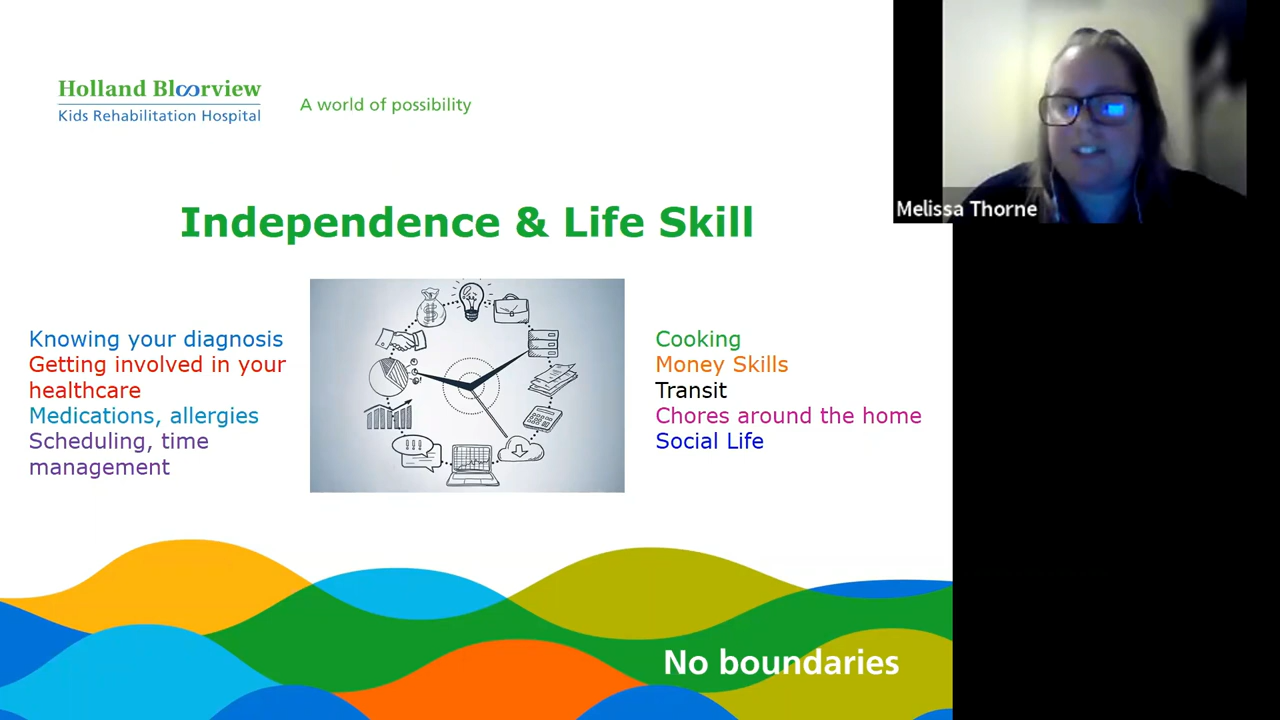 Holland Bloorview
Kids Rehabilitation Hospital
A world of possibility
Melissa Thorne
Independence & Life Skill
Knowing your diagnosis
Getting involved in your
healthcare
Medications, allergies
Scheduling, time
management
Cooking
Money Skills
Transit
Chores around the home
Social Life
No boundaries